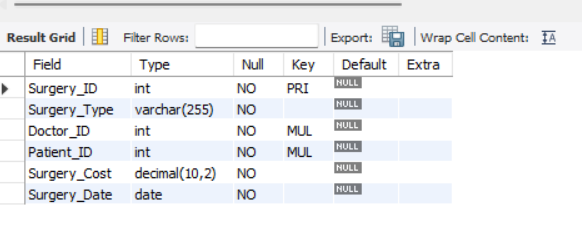 Result Grid Filter Rows: Export: Wrap Cell Content: IA
Field Type Null Key Default Extra
Surgery_ID int NO PRI NULL
Surgery_Type varchar(255) NO NULL
Doctor_ID int NO MUL NULL
Patient_ID int NO MUL NULL
Surgery_Cost decimal(10,2) NO NULL
Surgery_Date date NO NULL